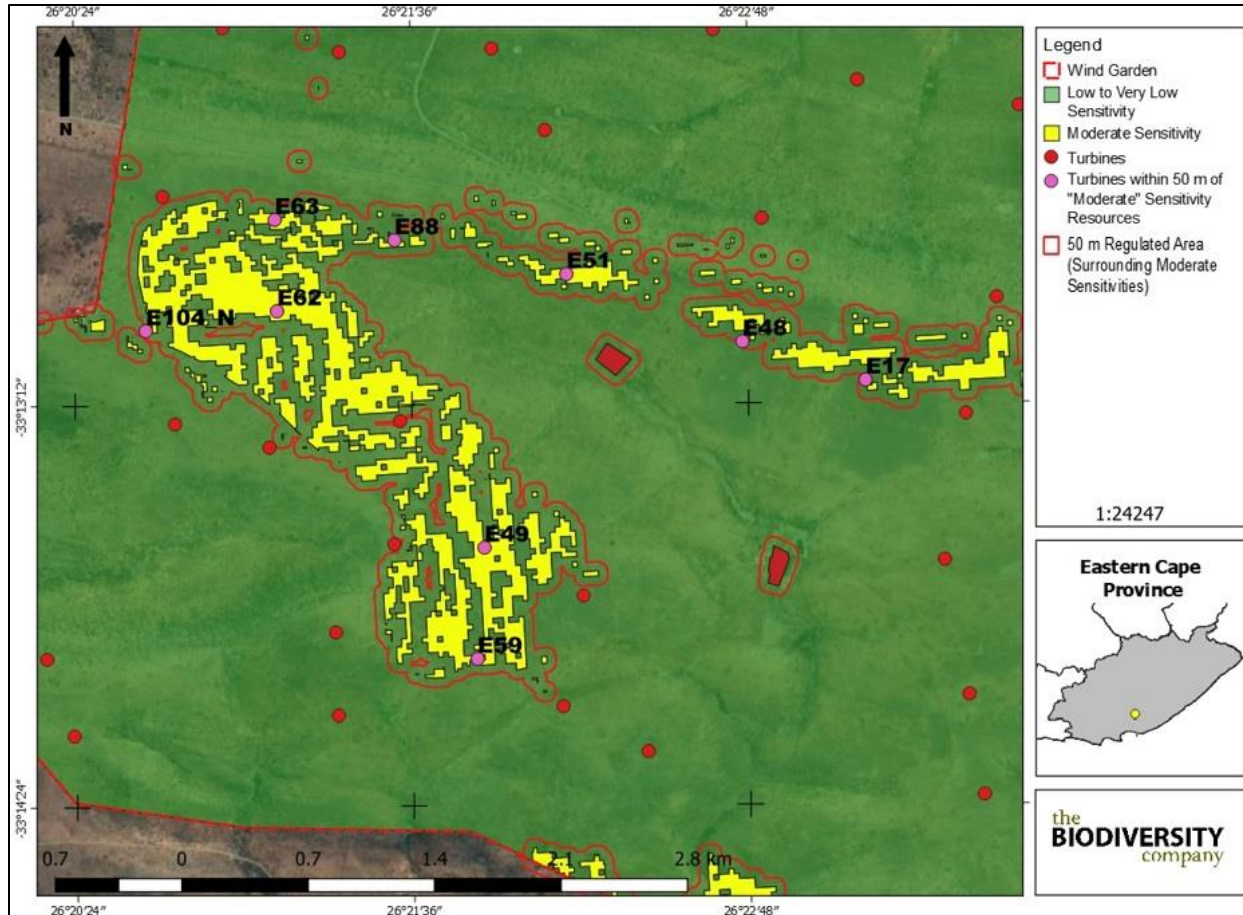 26°20′24″
26°21′36″
26°22′48″
N
E63
E88
E51
E62
E104_N
E48
E17
-33°13′12″
E49
E59
-33°14′24″
0.7
0
0.7
1.4
2.1
2.8 km
26°20′24″
26°21′36″
26°22′48″
Legend
Wind Garden
Low to Very Low
Sensitivity
Moderate Sensitivity
Turbines
Turbines within 50 m of
"Moderate" Sensitivity
Resources
50 m Regulated Area
(Surrounding Moderate
Sensitivities)
1:24247
Eastern Cape
Province
the
BIODIVERSITY
company